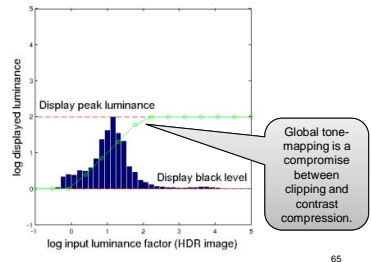 5
4
3
2
1
0
-1
-1
0
1
2
3
4
5
log displayed luminance
Display peak luminance
Display black level
log input luminance factor (HDR image)
Global tone-
mapping is a
compromise
between
clipping and
contrast
compression.
65